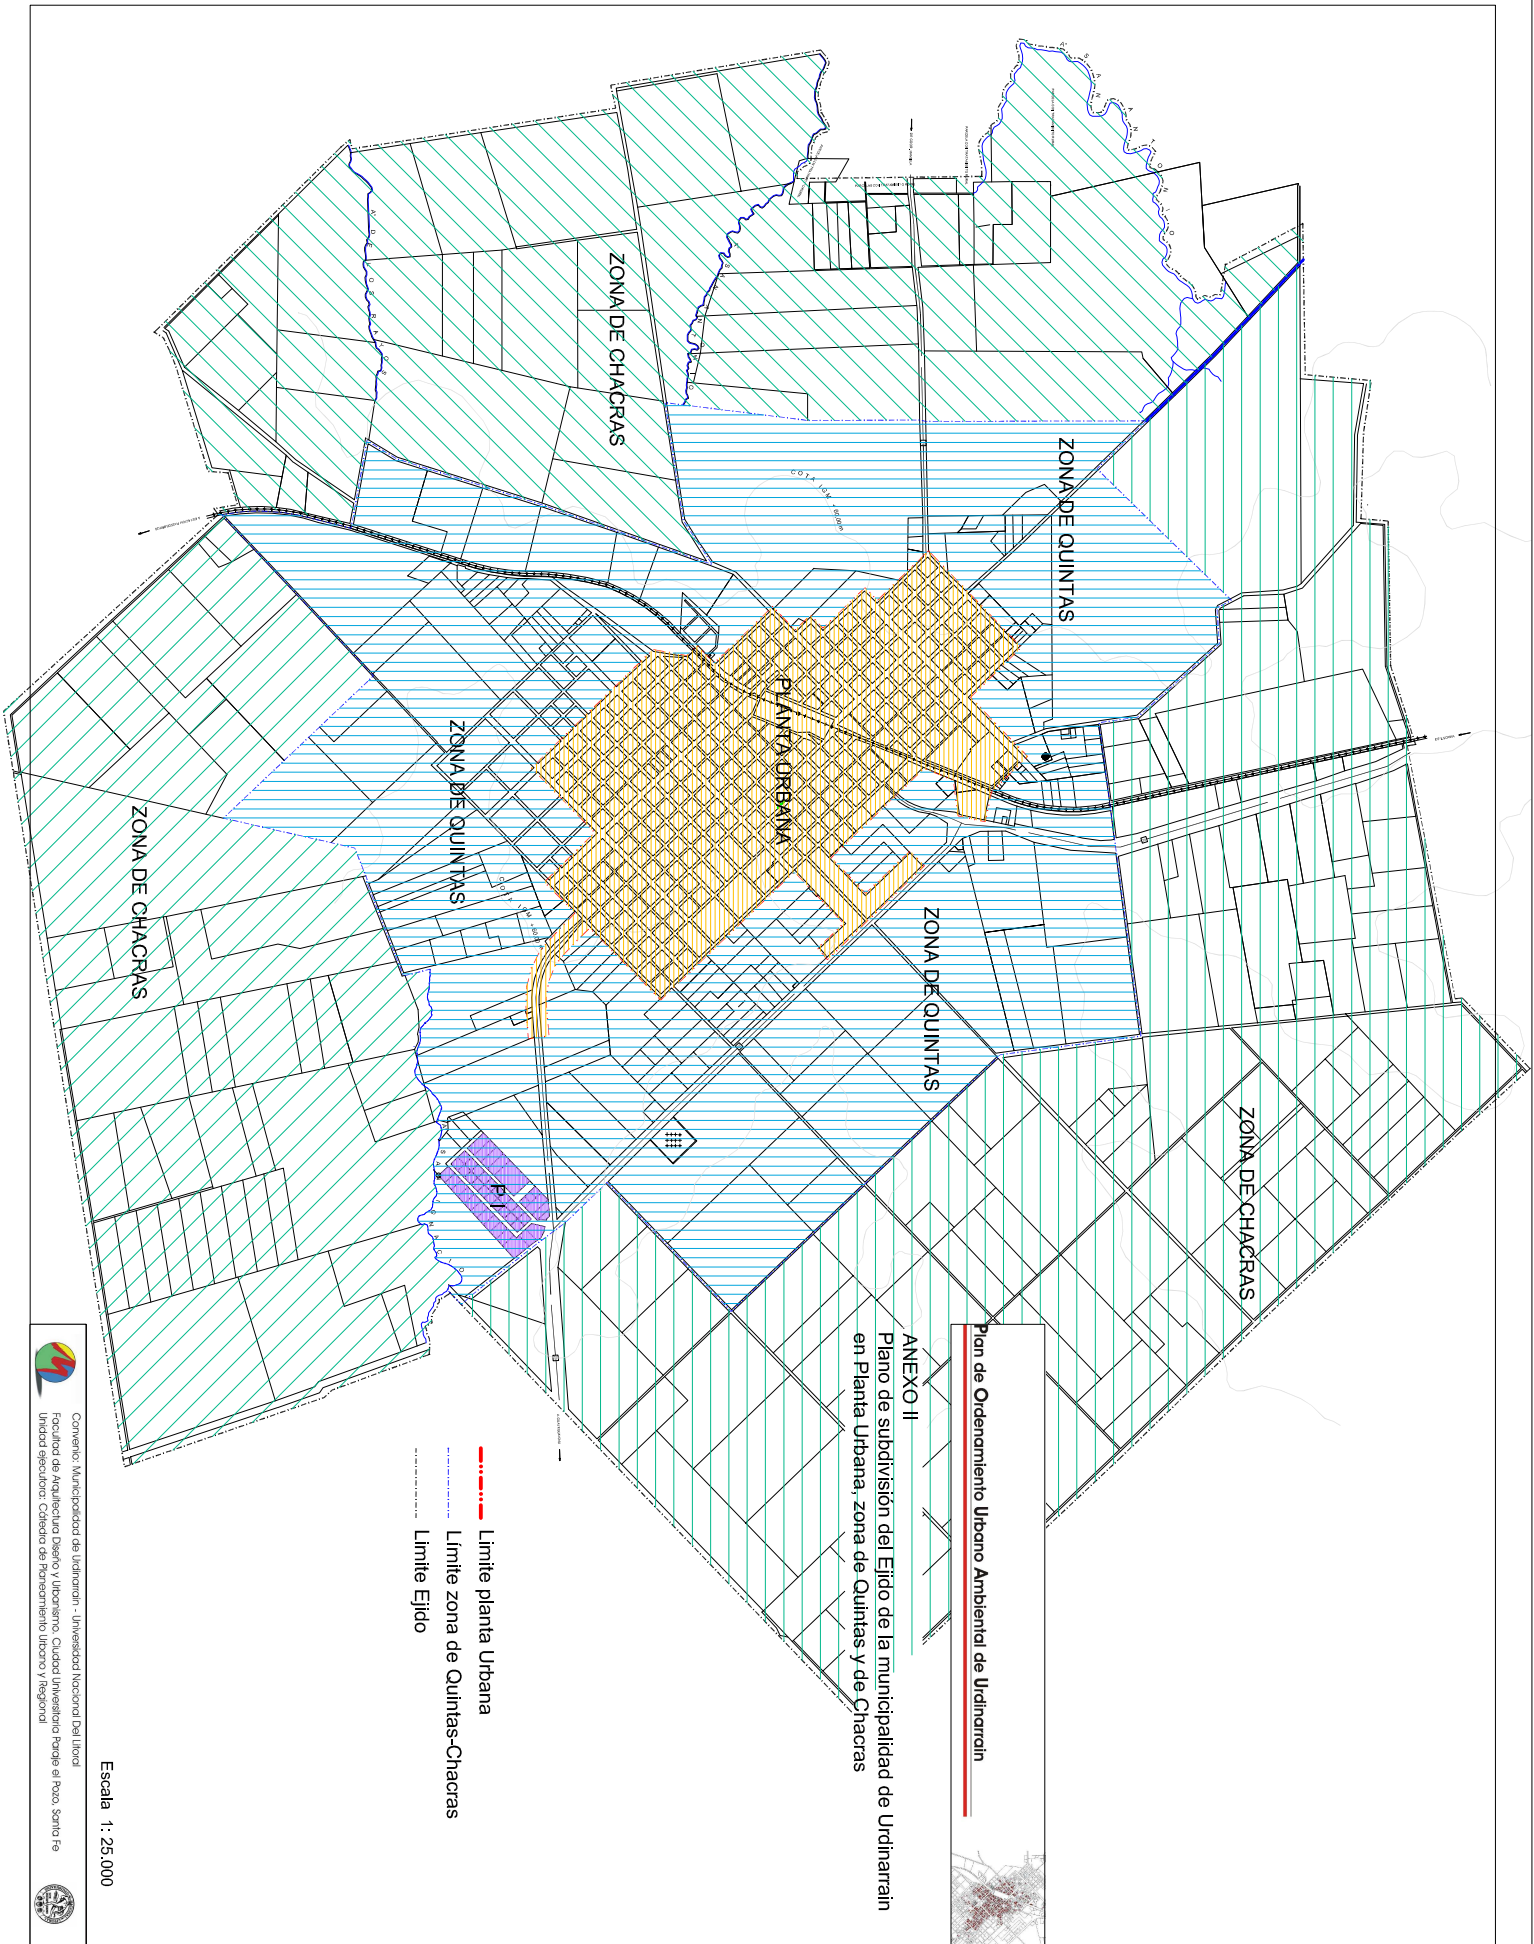 Plan de Ordenamiento Urbano Ambiental de Urdinarrain
ANEXO II
Plano de subdivisión del Ejido de la municipalidad de Urdinarrain
en Planta Urbana, zona de Quintas y de Chacras
ZONA DE CHACRAS
ZONA DE QUINTAS
ZONA DE QUINTAS
PLANTA URBANA
ZONA DE CHACRAS
ZONA DE QUINTAS
ZONA DE CHACRAS
P.I
Limite planta Urbana
Límite zona de Quintas-Chacras
Limite Ejido
Escala 1: 25.000
Convenio: Municipalidad de Urdinarrain - Universidad Nacional Del Litoral
Facultad de Arquitectura Diseño y Urbanismo. Ciudad Universitaria Paraje el Pozo, Santa Fe
Unidad ejecutora: Cátedra de Planeamiento Urbano y Regional